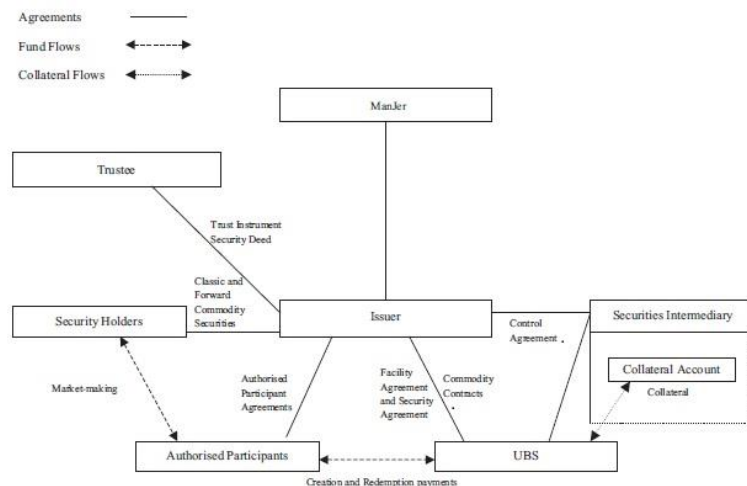 Agreements
Fund Flows
Collateral Flows
ManJer
Trustee
Trust Instrument
Security Deed
Classic and
Forward
Commodity
Securities
Security Holders
Issuer
Control
Agreement .
Securities Intermediary
Collateral Account
Collateral
Market-making
Authorised
Participant
Agreements
Facility
Agreement
and Security
Agreement
Commodity
Contracts
.
Authorised Participants
UBS
Creation and Redemption payments